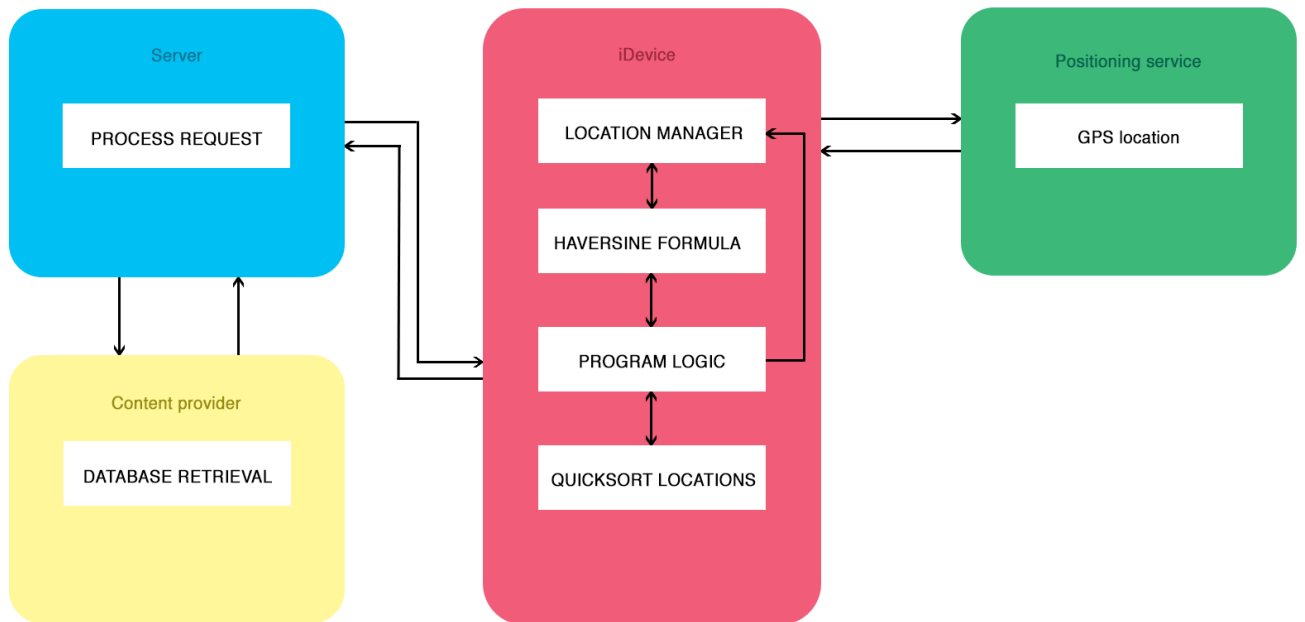 Server
PROCESS REQUEST
Content provider
DATABASE RETRIEVAL
iDevice
LOCATION MANAGER
HAVERSINE FORMULA
PROGRAM LOGIC
QUICKSORT LOCATIONS
Positioning service
GPS location